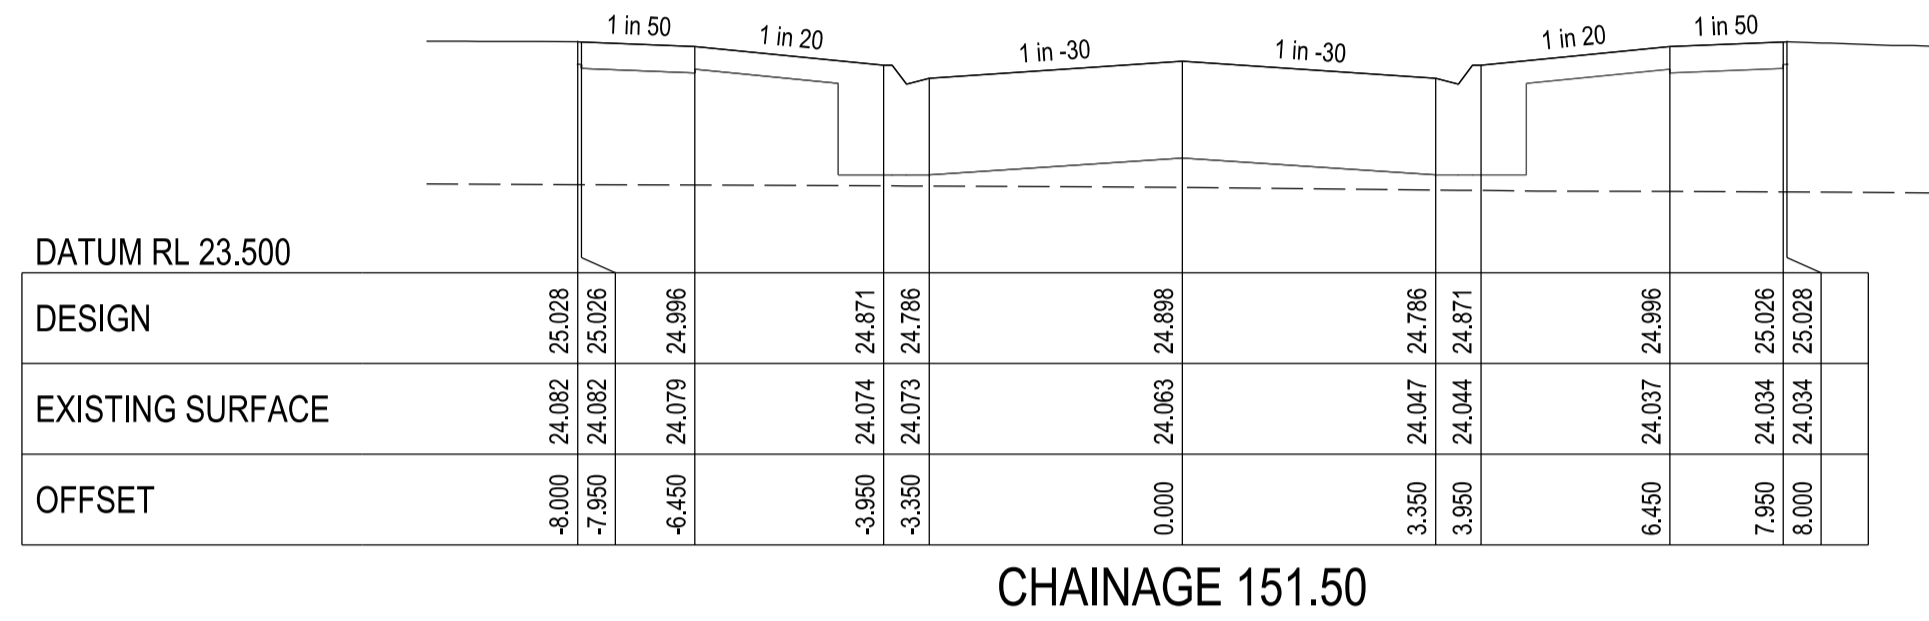 1 in 50
1 in 20
1 in -30
1 in -30
1 in 20
1 in 50
DATUM RL 23.500
DESIGN 25.028 25.026 24.996 24.871 24.786 24.898 24.786 24.871 24.996 25.026 25.028
EXISTING SURFACE 24.082 24.082 24.079 24.074 24.073 24.063 24.047 24.044 24.037 24.034 24.034
OFFSET -8.000 -7.950 -6.450 -3.950 -3.350 0.000 3.350 3.950 6.450 7.950 8.000
CHAINAGE 151.50